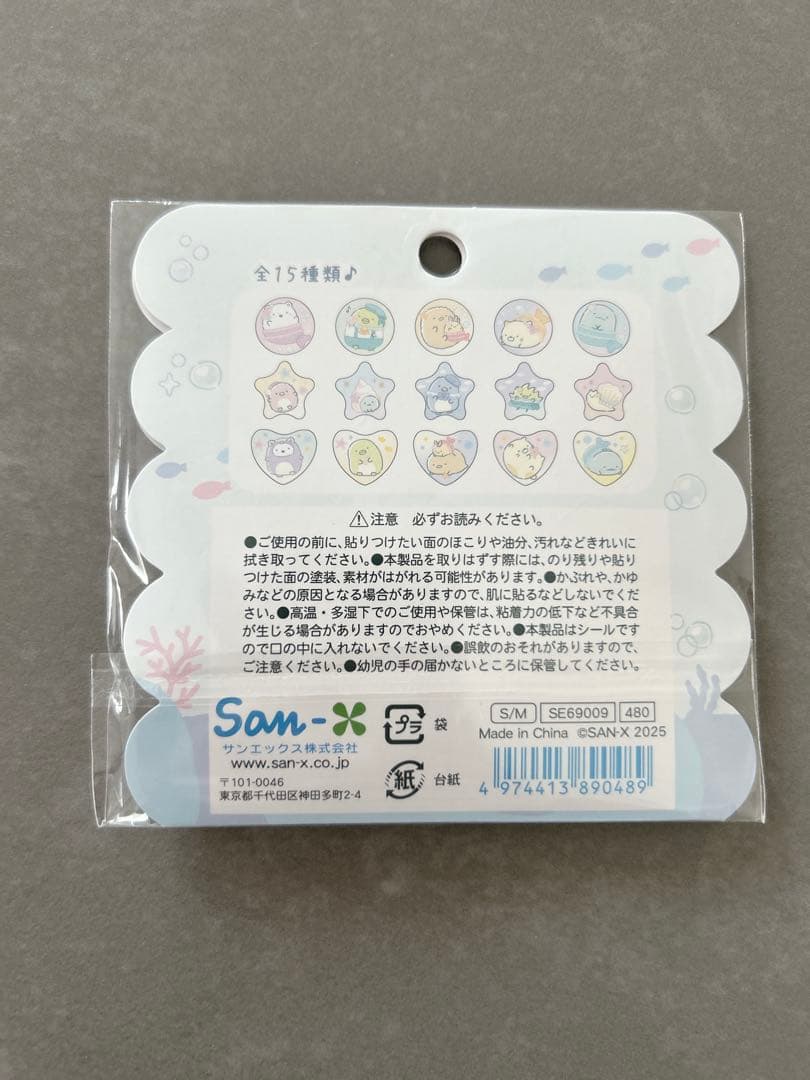 全15種類♪
⚠注意 必ずお読みください。
●ご使用の前に、貼りつけたい面のほこりや油分、汚れなどきれいに
拭き取ってください。●本製品を取りはずす際には、のり残りや貼り
つけた面の塗装、素材がはがれる可能性があります。●かぶれや、かゆ
みなどの原因となる場合がありますので、肌に貼るなどしないでくださ
い。●高温・多湿下でのご使用や保管は、粘着力の低下など不具合
が生じる場合がありますのでおやめください。●本製品はシールです
ので口の中に入れないでください。●誤飲のおそれがありますので、
ご注意ください。●幼児の手の届かないところに保管してください。
San-X
サンエックス株式会社
www.san-x.co.jp
〒101-0046
東京都千代田区神田多町2-4
プラ 袋
紙 台紙
S/M SE69009 480
Made in China ©SAN-X 2025
4 974413 890489